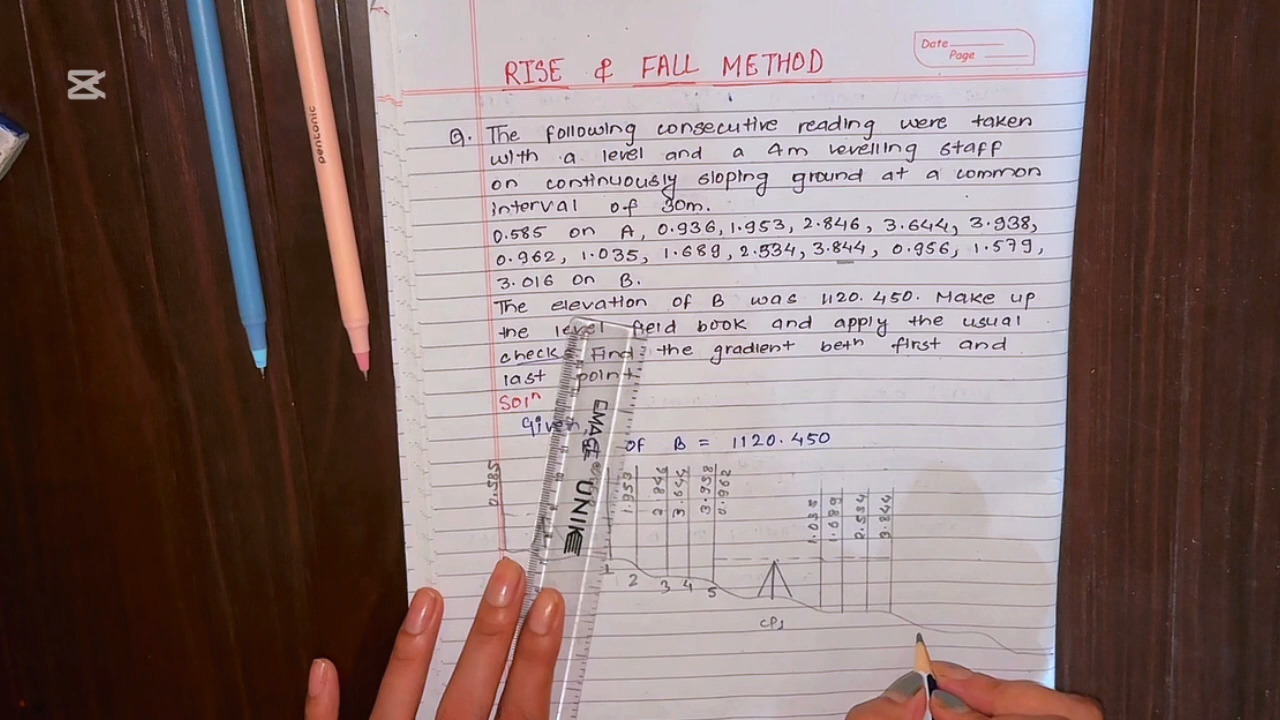 Date
Page
RISE & FALL METHOD
Q. The following consecutive reading were taken
with a level and a 4m levelling staff
on continuously sloping ground at a common
interval of 30m.
0.585 on A, 0.936, 1.953, 2.846, 3.644, 3.938,
0.962, 1.035, 1.689, 2.534, 3.844, 0.956, 1.579,
3.016 on B.
The elevation of B was 1120.450. Make up
the level field book and apply the usual
check. Find the gradient betn first and
last point
Soln
Given,
of B = 1120.450
0.585
1.953
2.846
3.644
3.938
0.962
1.035
1.689
2.534
3.844
1
2
3
4
5
CP1
pentonic
IMAGE UNIKE